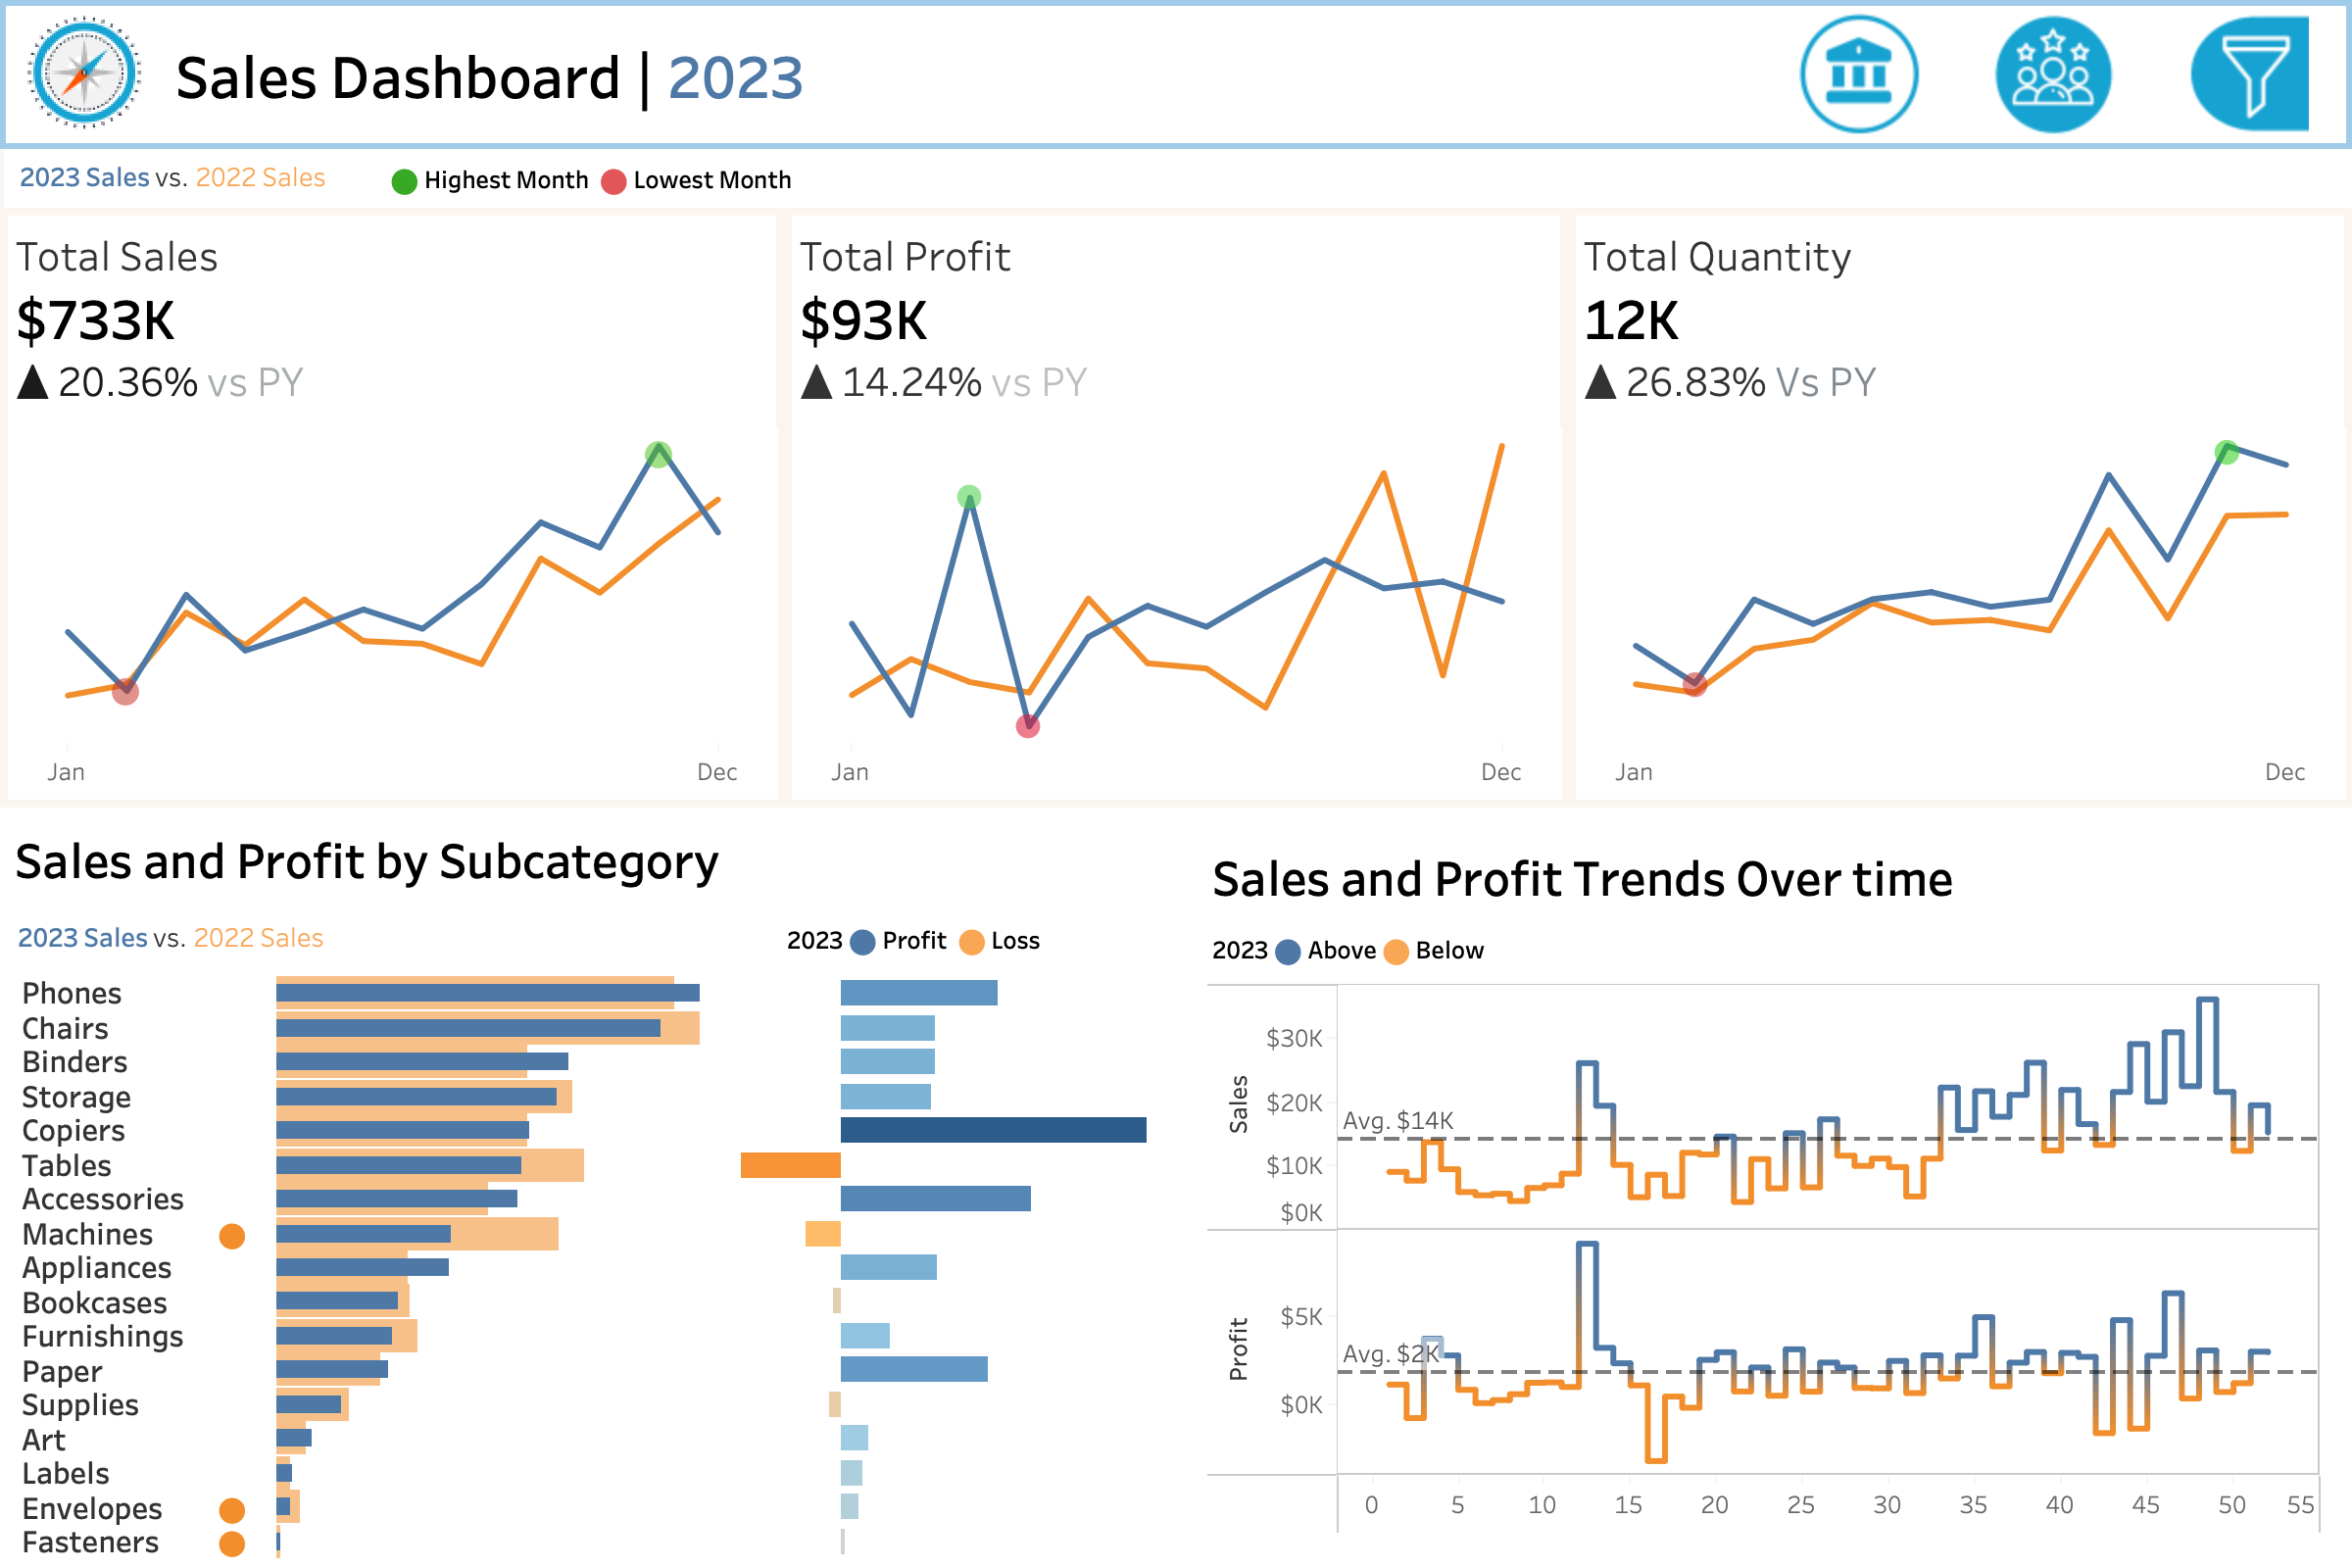 Sales Dashboard | 2023
2023 Sales vs. 2022 Sales
Highest Month Lowest Month
Total Sales
$733K
▲ 20.36% vs PY
Jan Dec
Total Profit
$93K
▲ 14.24% vs PY
Jan Dec
Total Quantity
12K
▲ 26.83% Vs PY
Jan Dec
Sales and Profit by Subcategory
2023 Sales vs. 2022 Sales
2023 Profit Loss
Phones
Chairs
Binders
Storage
Copiers
Tables
Accessories
Machines
Appliances
Bookcases
Furnishings
Paper
Supplies
Art
Labels
Envelopes
Fasteners
Sales and Profit Trends Over time
2023 Above Below
Sales
$30K
$20K
Avg. $14K
$10K
$0K
Profit
$5K
Avg. $2K
$0K
0 5 10 15 20 25 30 35 40 45 50 55